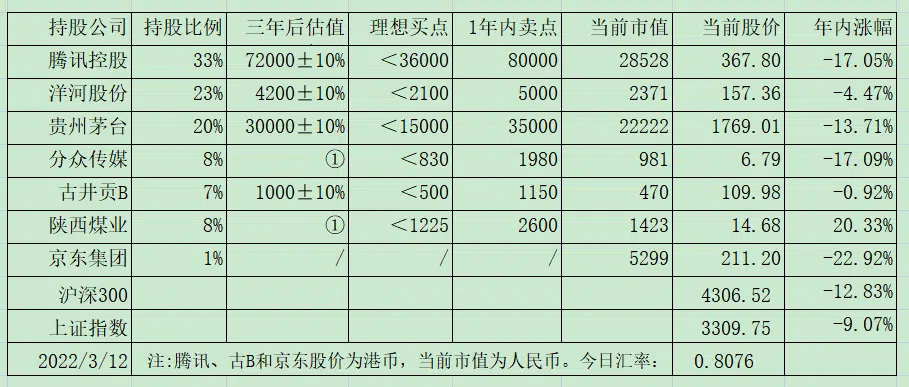 持股公司 持股比例 三年后估值 理想买点 1年内卖点 当前市值 当前股价 年内涨幅
腾讯控股 33% 72000±10% <36000 80000 28528 367.80 -17.05%
洋河股份 23% 4200±10% <2100 5000 2371 157.36 -4.47%
贵州茅台 20% 30000±10% <15000 35000 22222 1769.01 -13.71%
分众传媒 8% ① <830 1980 981 6.79 -17.09%
古井贡B 7% 1000±10% <500 1150 470 109.98 -0.92%
陕西煤业 8% ① <1225 2600 1423 14.68 20.33%
京东集团 1% / / / 5299 211.20 -22.92%
沪深300 4306.52 -12.83%
上证指数 3309.75 -9.07%
2022/3/12 注:腾讯、古B和京东股价为港币，当前市值为人民币。今日汇率： 0.8076